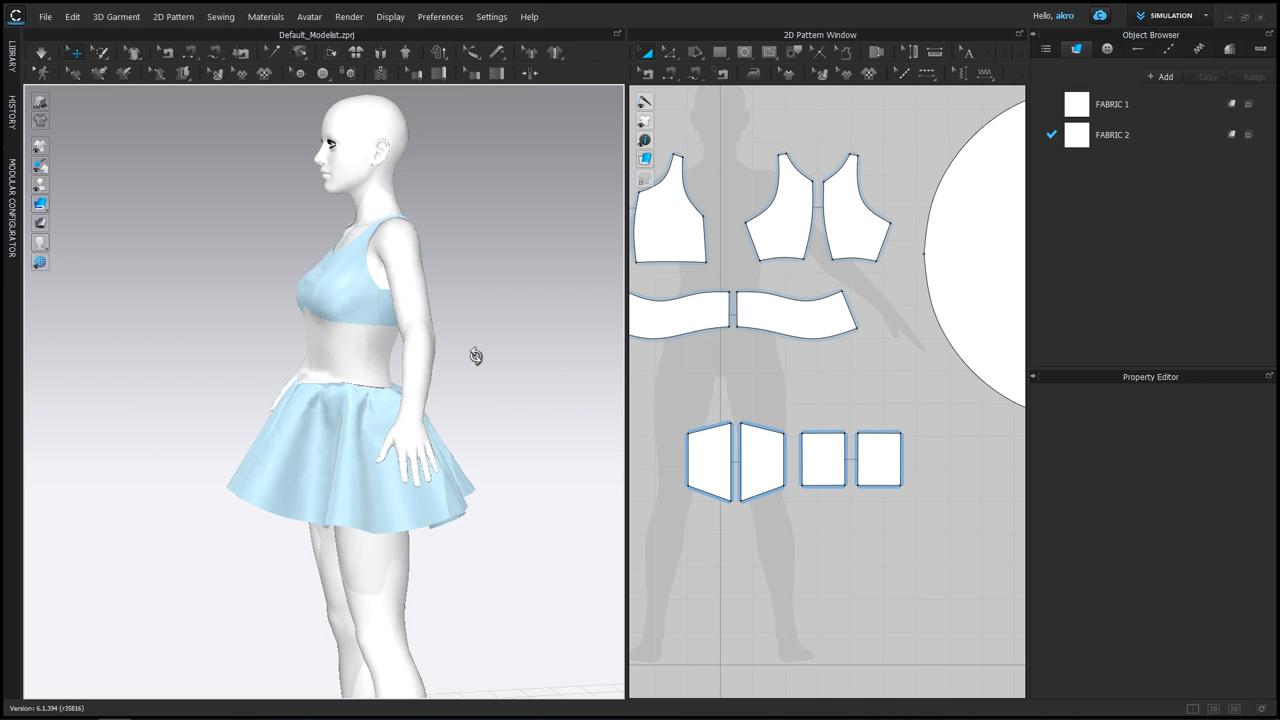 File Edit 3D Garment 2D Pattern Sewing Materials Avatar Render Display Preferences Settings Help
Hello, akro
SIMULATION
Default_Modelist.zprj
2D Pattern Window
Object Browser
LIBRARY
HISTORY
MODULAR CONFIGURATOR
A
+ Add Copy Assign
FABRIC 1
FABRIC 2
Property Editor
Version: 6.1.394 (r35816)
3D
2D